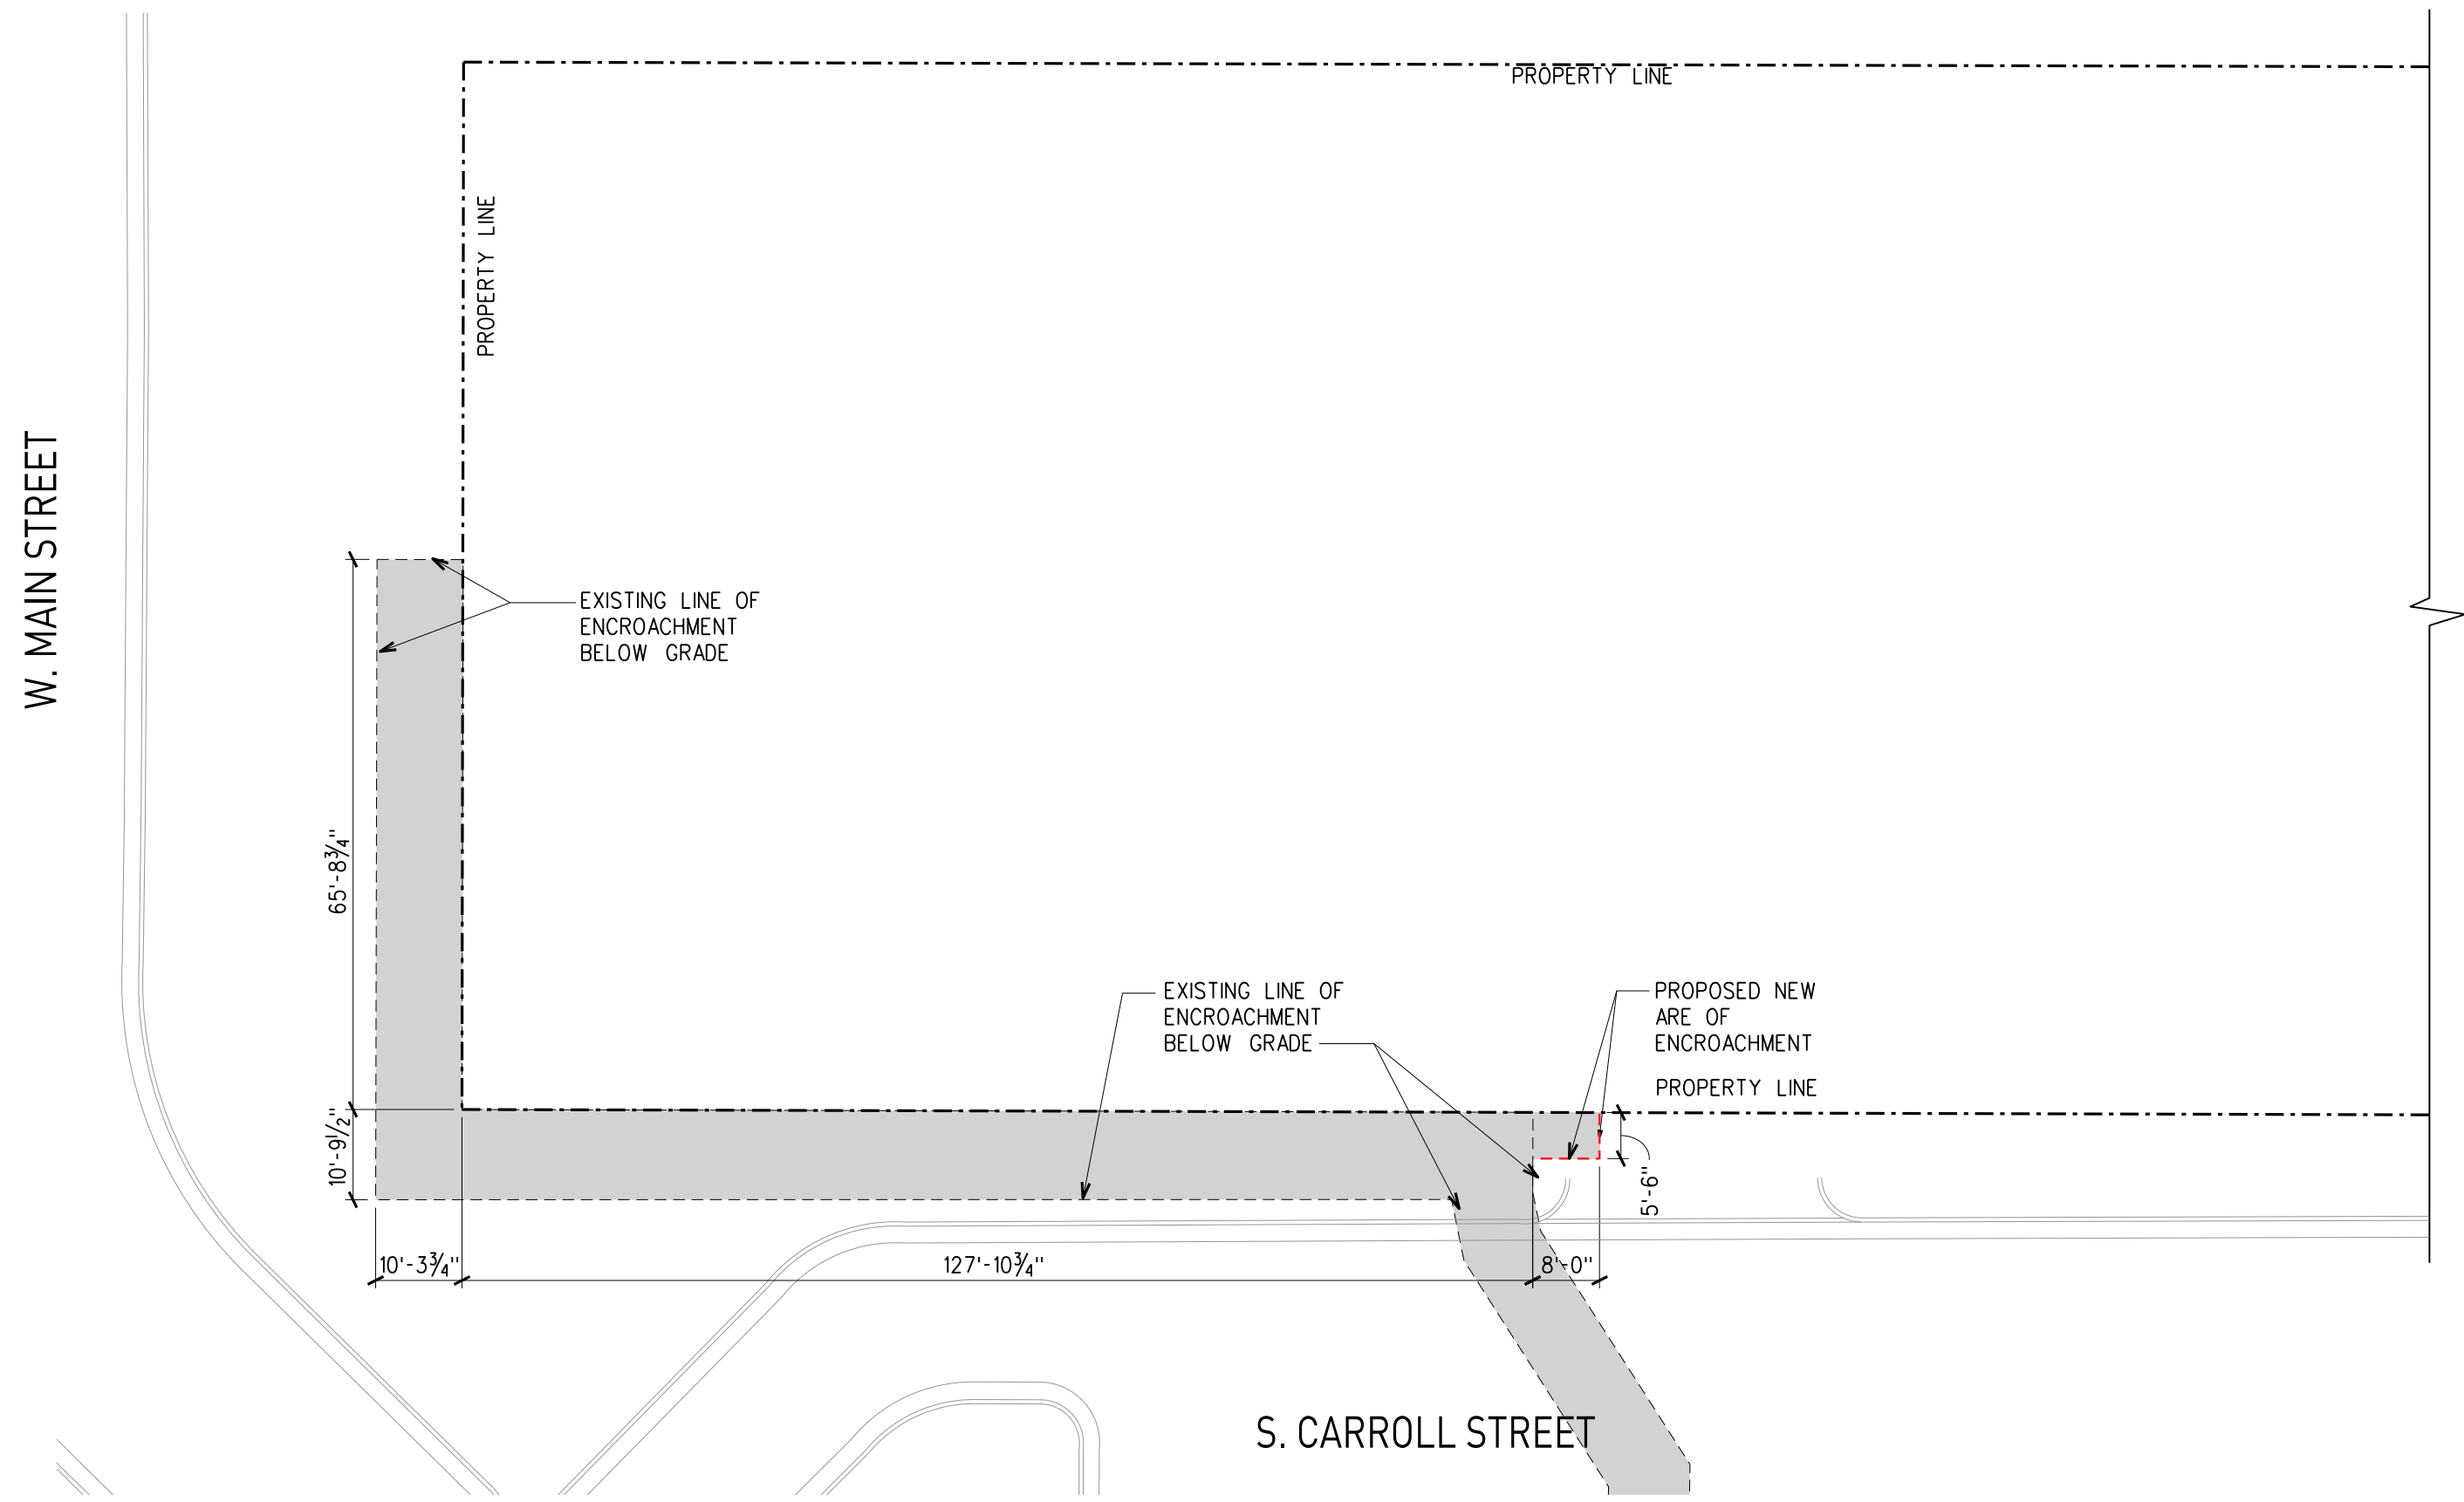 PROPERTY LINE
PROPERTY LINE
W. MAIN STREET
EXISTING LINE OF
ENCROACHMENT
BELOW GRADE
65'-8¾"
EXISTING LINE OF
ENCROACHMENT
BELOW GRADE
PROPOSED NEW
ARE OF
ENCROACHMENT
PROPERTY LINE
10'-9½"
5'-6"
10'-3¾"
127'-10¾"
8'-0"
S. CARROLL STREET